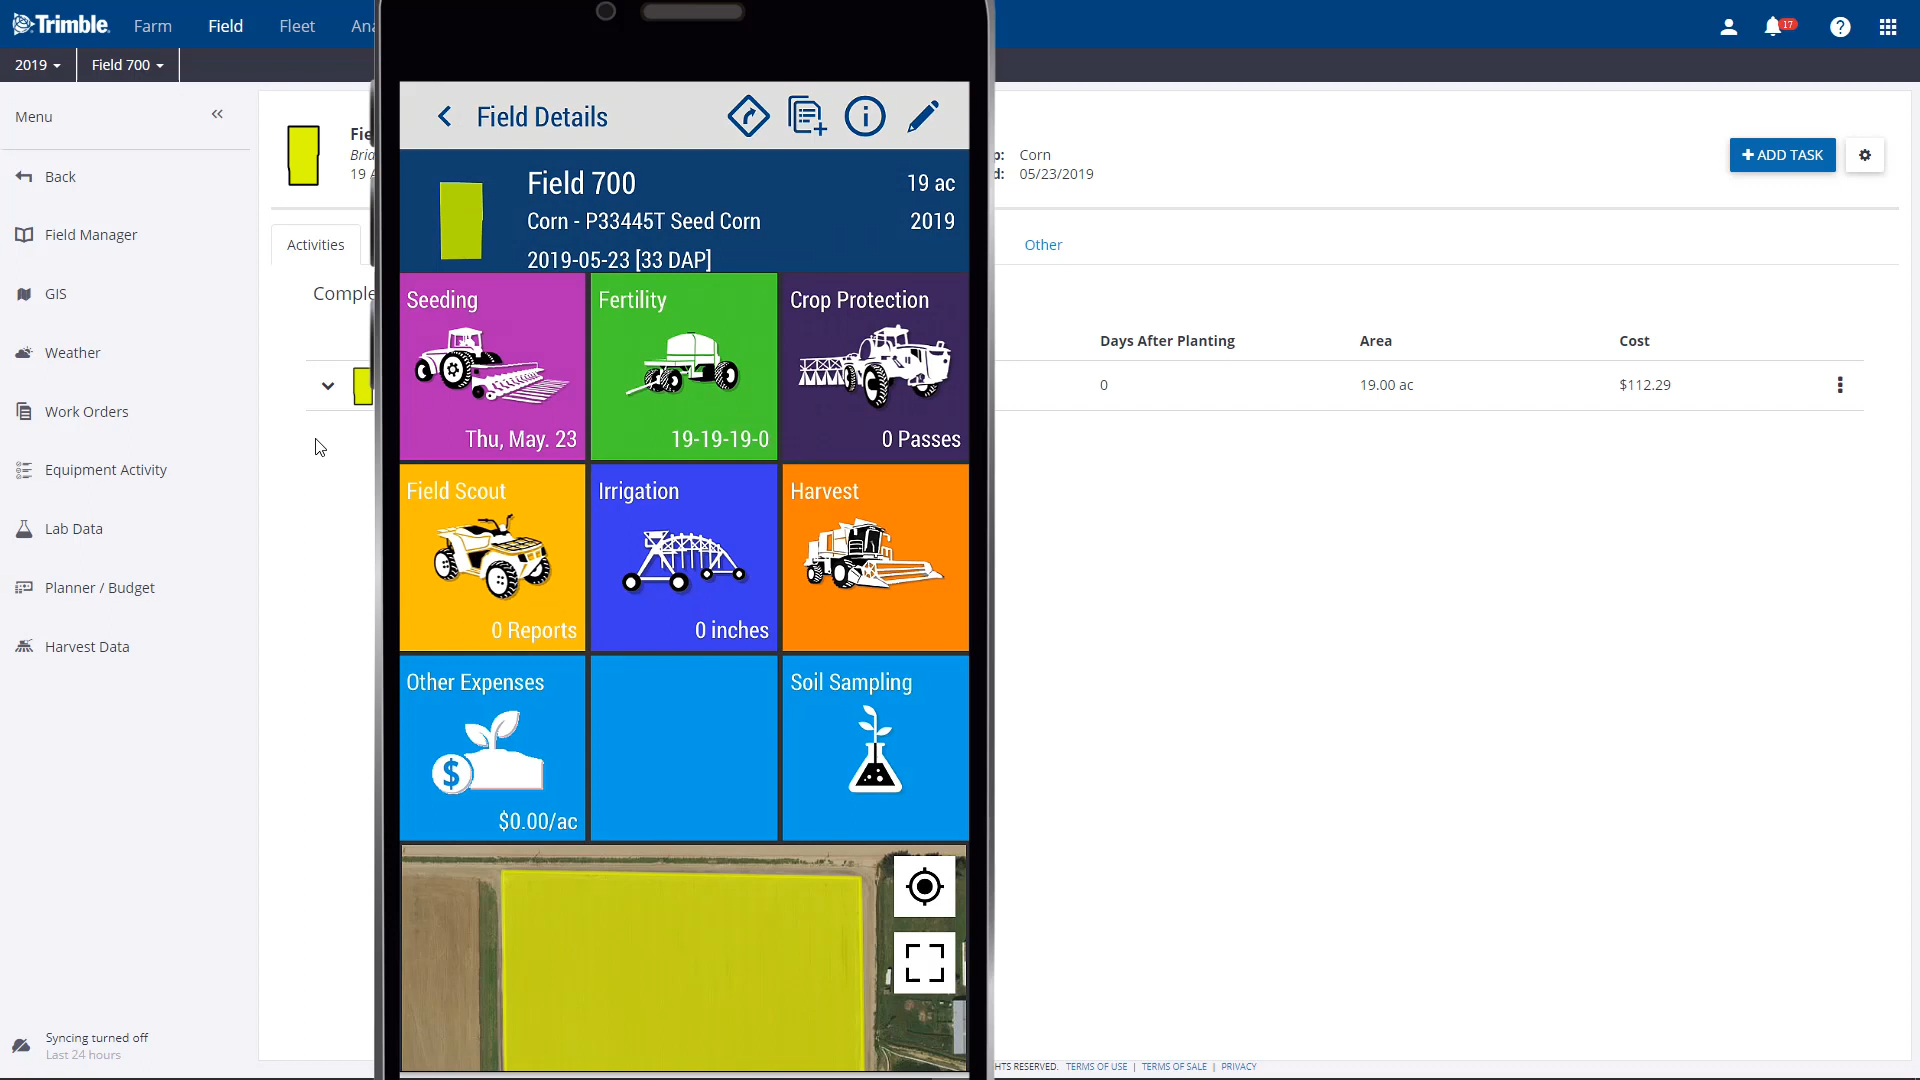 Trimble.
Farm
Field
Fleet
17
2019
Field 700
Menu
Back
Field Manager
GIS
Weather
Work Orders
Equipment Activity
Lab Data
Planner / Budget
Harvest Data
Syncing turned off
Last 24 hours
19
Activities
Field Details
Field 700
19 ac
Corn - P33445T Seed Corn
2019
2019-05-23 [33 DAP]
Seeding
Thu, May. 23
Fertility
19-19-19-0
Crop Protection
0 Passes
Field Scout
0 Reports
Irrigation
0 inches
Harvest
Other Expenses
$
$0.00/ac
Soil Sampling
Corn
05/23/2019
+ ADD TASK
Other
Days After Planting
Area
Cost
0
19.00 ac
$112.29
RESERVED. TERMS OF USE | TERMS OF SALE | PRIVACY